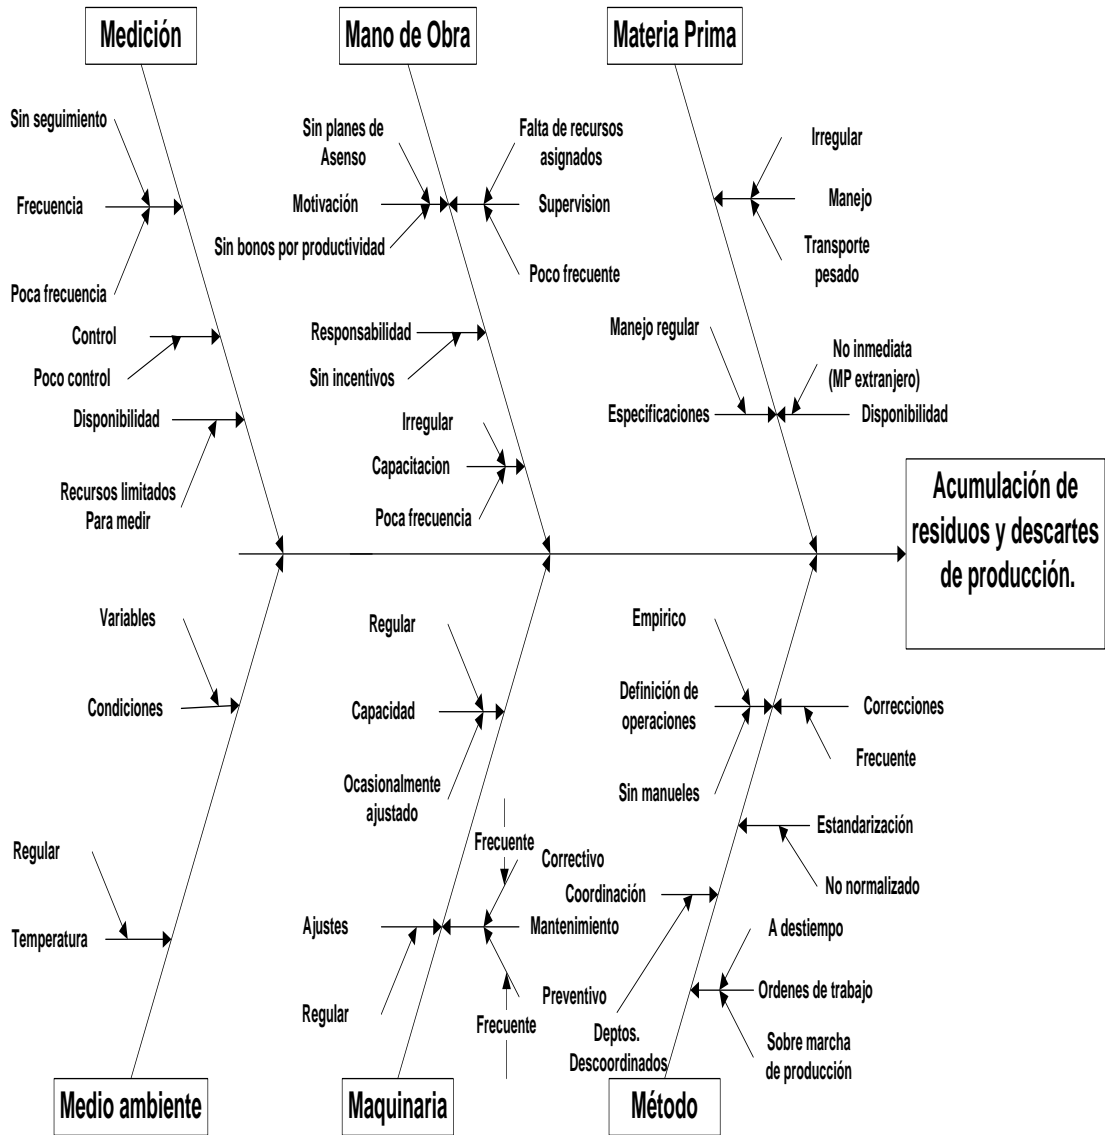 Medición
Mano de Obra
Materia Prima
Sin seguimiento
Frecuencia
Poca frecuencia
Control
Poco control
Disponibilidad
Recursos limitados
Para medir
Sin planes de
Asenso
Motivación
Sin bonos por productividad
Falta de recursos
asignados
Supervision
Poco frecuente
Responsabilidad
Sin incentivos
Irregular
Capacitacion
Poca frecuencia
Irregular
Manejo
Transporte
pesado
Manejo regular
Especificaciones
No inmediata
(MP extranjero)
Disponibilidad
Acumulación de
residuos y descartes
de producción.
Variables
Condiciones
Regular
Temperatura
Regular
Capacidad
Ocasionalmente
ajustado
Frecuente
Correctivo
Ajustes
Mantenimiento
Regular
Preventivo
Frecuente
Empirico
Definición de
operaciones
Sin manueles
Correcciones
Frecuente
Estandarización
No normalizado
Coordinación
Deptos.
Descoordinados
A destiempo
Ordenes de trabajo
Sobre marcha
de producción
Medio ambiente
Maquinaria
Método